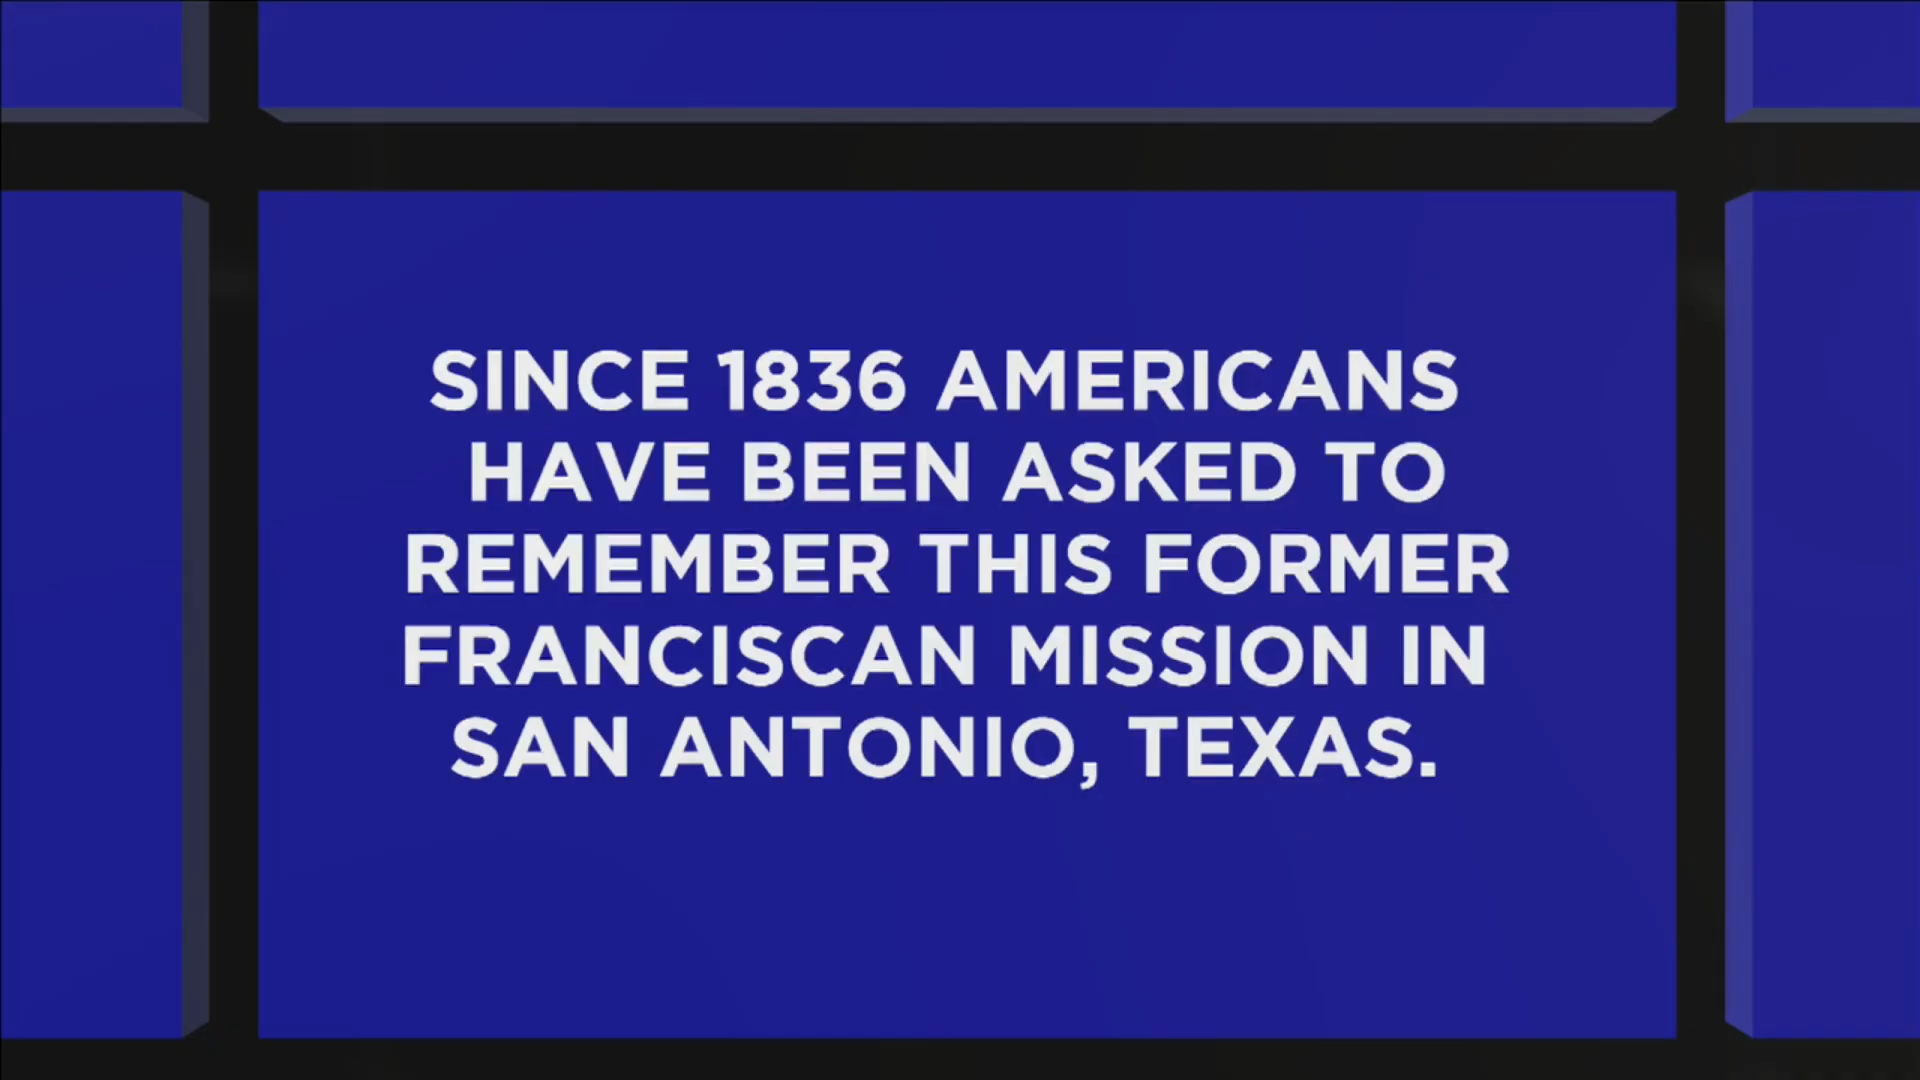 SINCE 1836 AMERICANS
HAVE BEEN ASKED TO
REMEMBER THIS FORMER
FRANCISCAN MISSION IN
SAN ANTONIO, TEXAS.